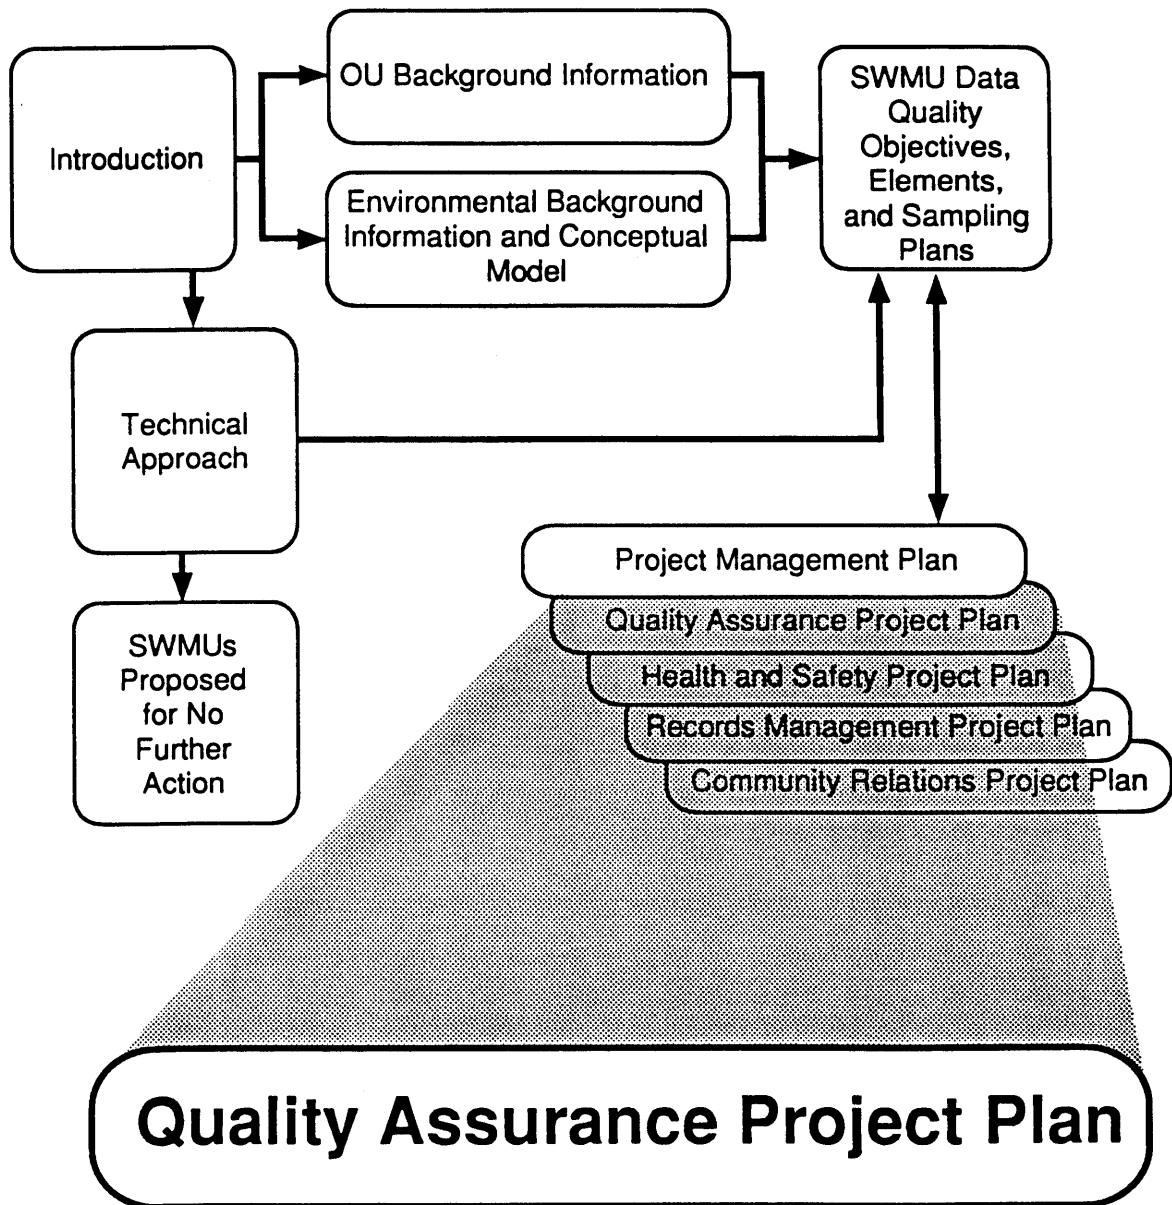 Introduction
OU Background Information
Environmental Background
Information and Conceptual
Model
SWMU Data
Quality
Objectives,
Elements,
and Sampling
Plans
Technical
Approach
SWMUs
Proposed
for No
Further
Action
Project Management Plan
Quality Assurance Project Plan
Health and Safety Project Plan
Records Management Project Plan
Community Relations Project Plan
Quality Assurance Project Plan